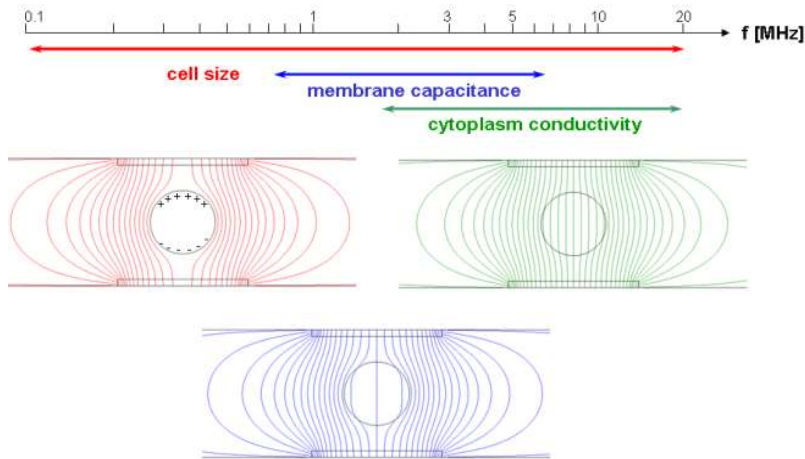 0.1 1 3 5 10 20 f [MHz]
cell size
membrane capacitance
cytoplasm conductivity
+ + + + + +
- - - - - -